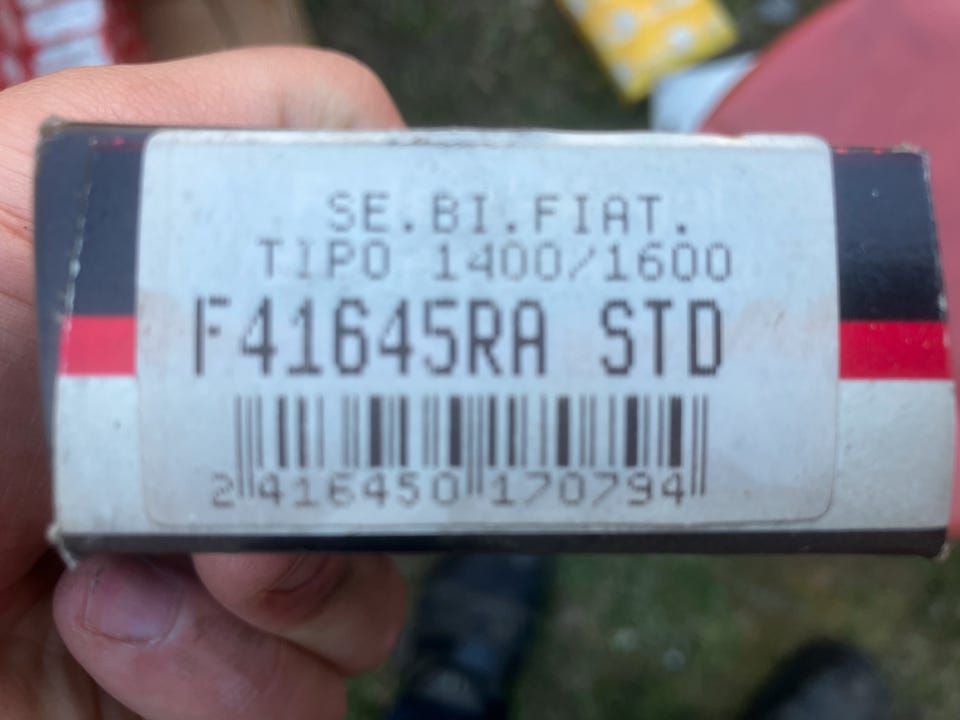 SE.BI.FIAT.
TIPO 1400/1600
F41645RA STD
2 416450 170794